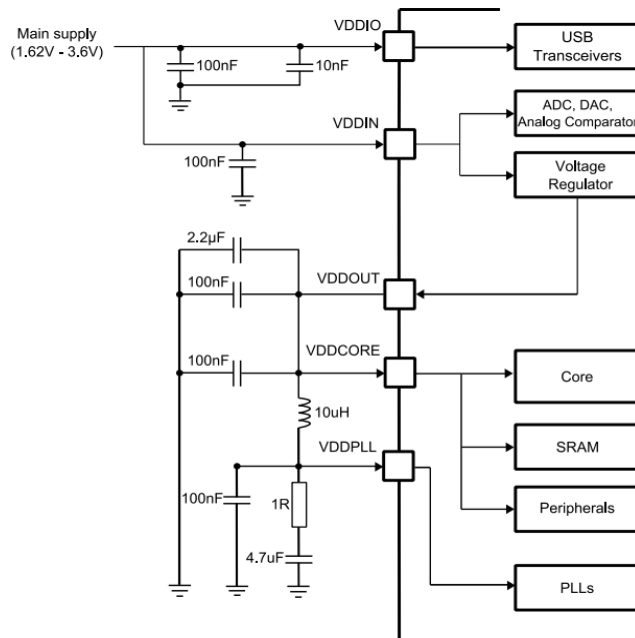 Main supply
(1.62V - 3.6V)
VDDIO
100nF
10nF
USB
Transceivers
VDDIN
100nF
ADC, DAC,
Analog Comparator
Voltage
Regulator
2.2µF
100nF
VDDOUT
100nF
VDDCORE
Core
10uH
VDDPLL
SRAM
100nF
1R
Peripherals
4.7uF
PLLs